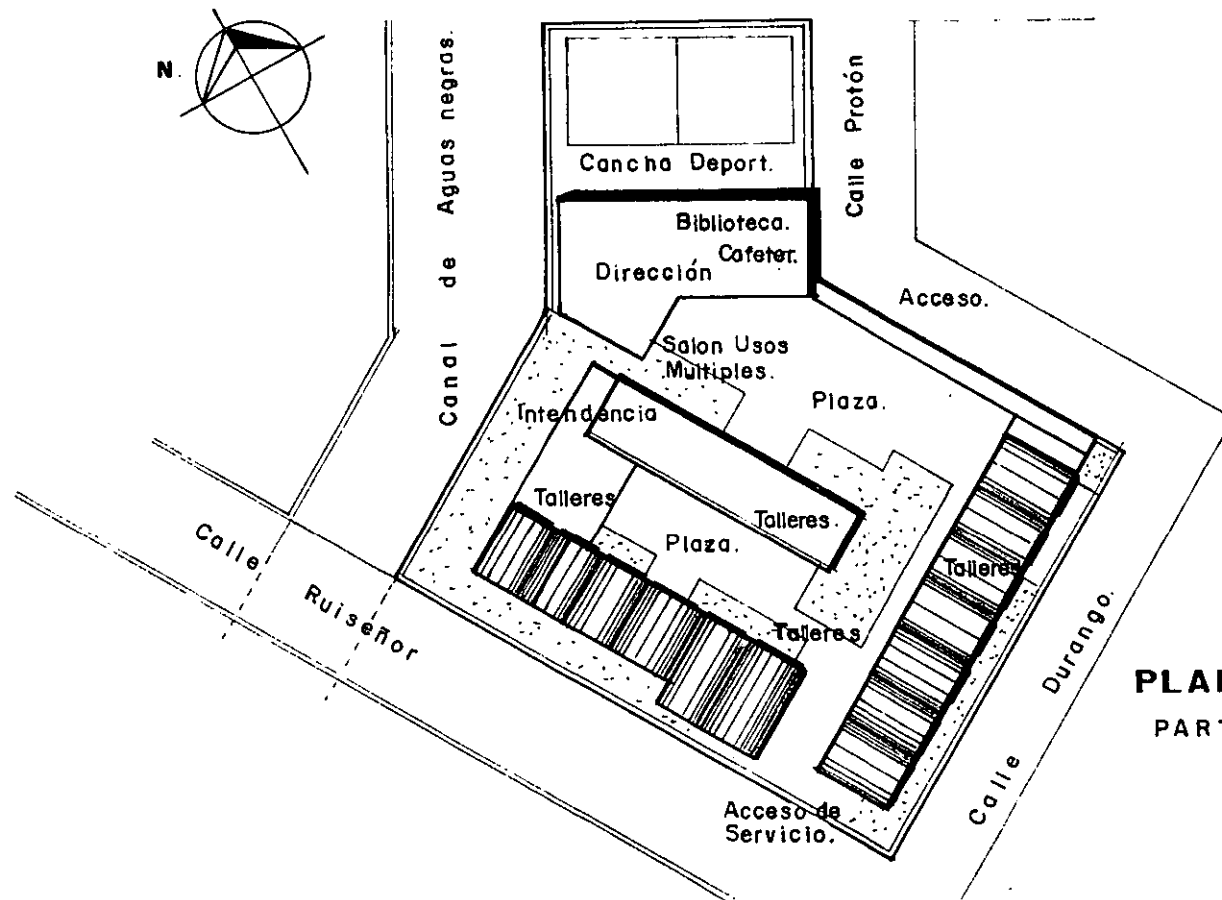 N.
Canal de Aguas negras.
Calle Protón
Cancha Deport.
Biblioteca.
Cafeter.
Dirección
Acceso.
Salon Usos
Multiples.
Plaza.
Intendencia
Talleres
Talleres.
Plaza.
Talleres
Talleres
Calle Ruiseñor
Calle Durango.
Acceso de
Servicio.
PLA
PART